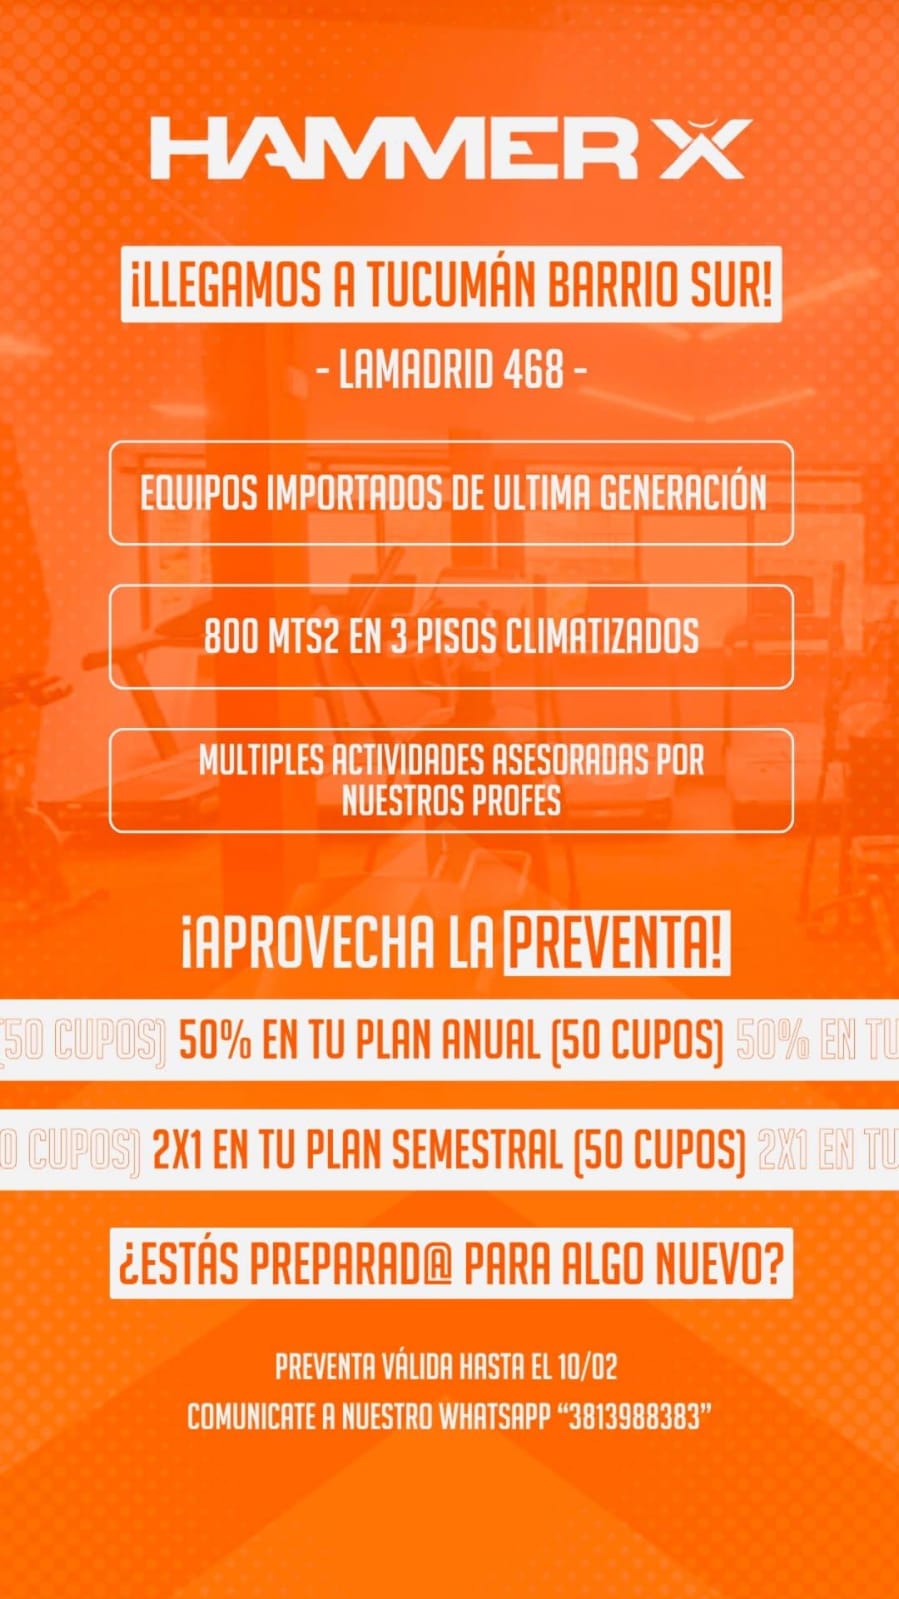 HAMMER X
¡LLEGAMOS A TUCUMÁN BARRIO SUR!
- LAMADRID 468 -
EQUIPOS IMPORTADOS DE ULTIMA GENERACIÓN
800 MTS2 EN 3 PISOS CLIMATIZADOS
MULTIPLES ACTIVIDADES ASESORADAS POR
NUESTROS PROFES
¡APROVECHA LA PREVENTA!
(50 CUPOS) 50% EN TU PLAN ANUAL (50 CUPOS) 50% EN TU
0 CUPOS) 2X1 EN TU PLAN SEMESTRAL (50 CUPOS) 2X1 EN TU
¿ESTÁS PREPARAD@ PARA ALGO NUEVO?
PREVENTA VÁLIDA HASTA EL 10/02
COMUNICATE A NUESTRO WHATSAPP “3813988383”